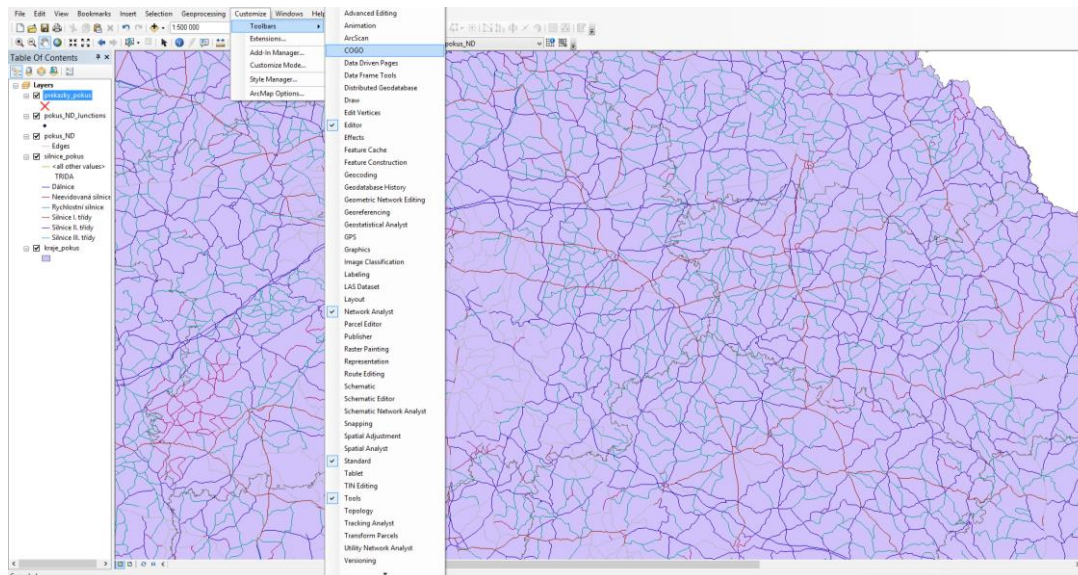 File Edit View Bookmarks Insert Selection Geoprocessing Customize Windows Help
1:500 000
pokus_ND
Table Of Contents
Layers
prekazky_pokus
pokus_ND_Junctions
pokus_ND
Edges
silnice_pokus
<all other values>
TRIDA
Dálnice
Neevidovaná silnice
Rychlostní silnice
Silnice I. třídy
Silnice II. třídy
Silnice III. třídy
kraje_pokus
Toolbars
Extensions...
Add-In Manager...
Customize Mode...
Style Manager...
ArcMap Options...
Advanced Editing
Animation
ArcScan
COGO
Data Driven Pages
Data Frame Tools
Distributed Geodatabase
Draw
Edit Vertices
Editor
Effects
Feature Cache
Feature Construction
Geocoding
Geodatabase History
Geometric Network Editing
Georeferencing
Geostatistical Analyst
GPS
Graphics
Image Classification
Labeling
LAS Dataset
Layout
Network Analyst
Parcel Editor
Publisher
Raster Painting
Representation
Route Editing
Schematic
Schematic Editor
Schematic Network Analyst
Snapping
Spatial Adjustment
Spatial Analyst
Standard
Tablet
TIN Editing
Tools
Topology
Tracking Analyst
Transform Parcels
Utility Network Analyst
Versioning